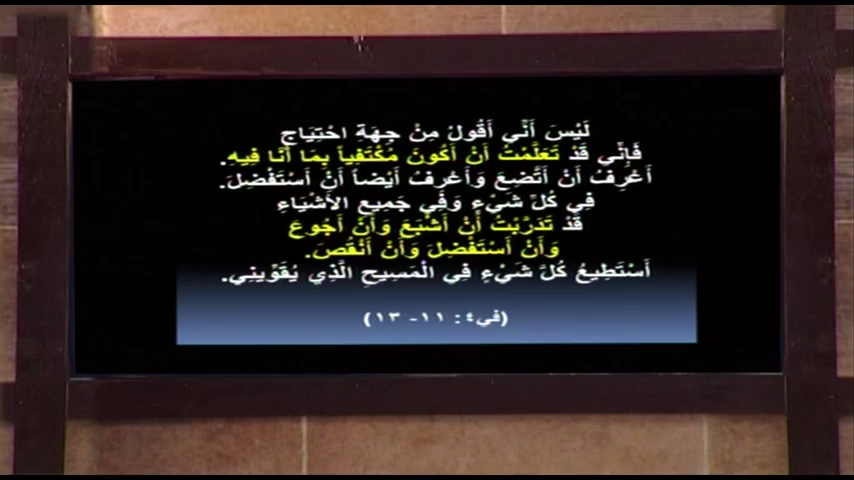 لَيْسَ أَنِّي أَقُولُ مِنْ جِهَةِ احْتِيَاجٍ
فَإِنِّي قَدْ تَعَلَّمْتُ أَنْ أَكُونَ مُكْتَفِياً بِمَا أَنَا فِيهِ.
أَعْرِفُ أَنْ أَتَّضِعَ وَأَعْرِفُ أَيْضاً أَنْ أَسْتَفْضِلَ.
فِي كُلِّ شَيْءٍ وَفِي جَمِيعِ الأَشْيَاءِ
قَدْ تَدَرَّبْتُ أَنْ أَشْبَعَ وَأَنْ أَجُوعَ
وَأَنْ أَسْتَفْضِلَ وَأَنْ أَنْقُصَ.
أَسْتَطِيعُ كُلَّ شَيْءٍ فِي الْمَسِيحِ الَّذِي يُقَوِّينِي.
(في٤: ١١- ١٣)